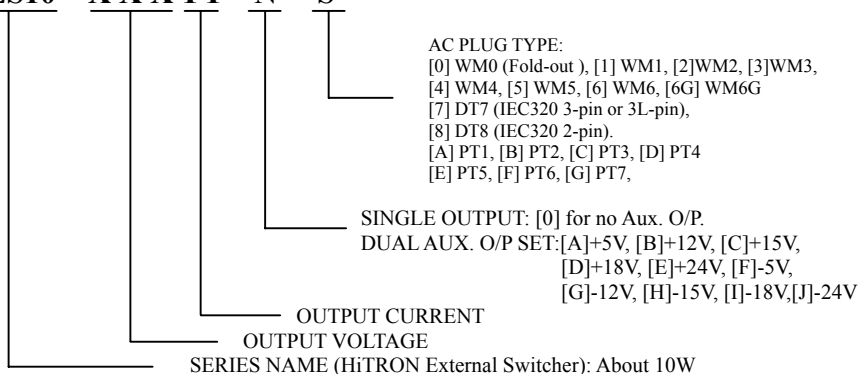 AC PLUG TYPE:
[0] WM0 (Fold-out ), [1] WM1, [2]WM2, [3]WM3,
[4] WM4, [5] WM5, [6] WM6, [6G] WM6G
[7] DT7 (IEC320 3-pin or 3L-pin),
[8] DT8 (IEC320 2-pin).
[A] PT1, [B] PT2, [C] PT3, [D] PT4
[E] PT5, [F] PT6, [G] PT7,
SINGLE OUTPUT: [0] for no Aux. O/P.
DUAL AUX. O/P SET:[A]+5V, [B]+12V, [C]+15V,
[D]+18V, [E]+24V, [F]-5V,
[G]-12V, [H]-15V, [I]-18V,[J]-24V
OUTPUT CURRENT
OUTPUT VOLTAGE
SERIES NAME (HiTRON External Switcher): About 10W